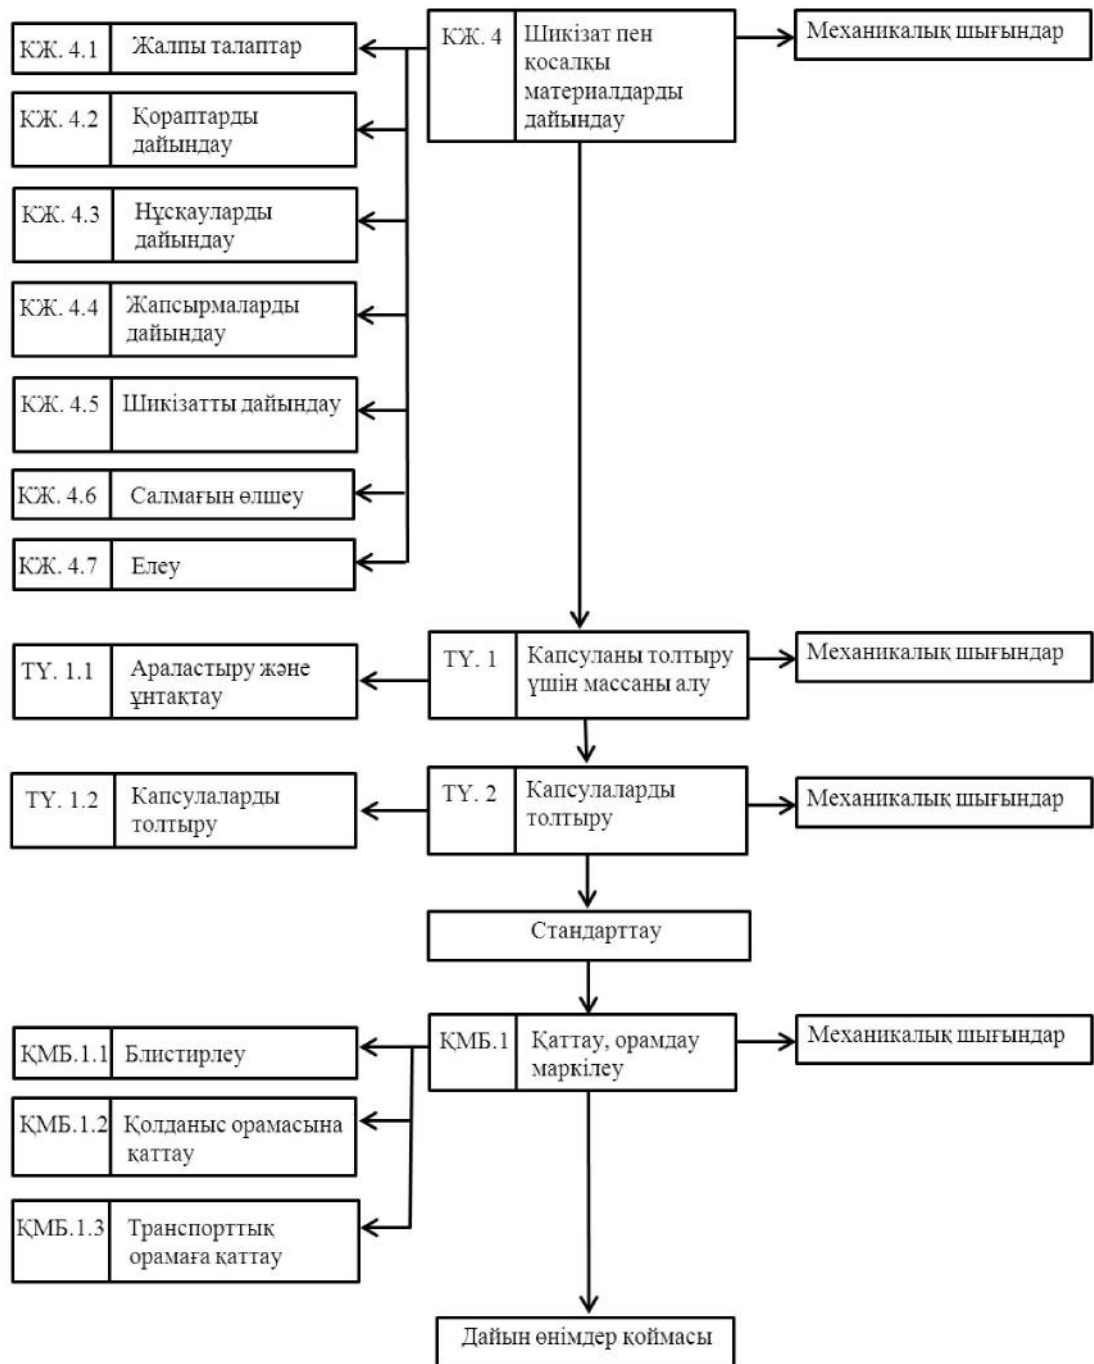 КЖ. 4.1
Жалпы талаптар
КЖ. 4
Шикізат пен
қосалқы
материалдарды
дайындау
Механикалық шығындар
КЖ. 4.2
Қораптарды
дайындау
КЖ. 4.3
Нұсқауларды
дайындау
КЖ. 4.4
Жапсырмаларды
дайындау
КЖ. 4.5
Шикізатты дайындау
КЖ. 4.6
Салмағын өлшеу
КЖ. 4.7
Елеу
ТҮ. 1.1
Араластыру және
ұнтақтау
ТҮ. 1
Капсуланы толтыру
үшін массаны алу
Механикалық шығындар
ТҮ. 1.2
Капсулаларды
толтыру
ТҮ. 2
Капсулаларды
толтыру
Механикалық шығындар
Стандарттау
ҚМБ.1.1
Блистирлеу
ҚМБ.1
Қаттау, орамдау
маркілеу
Механикалық шығындар
ҚМБ.1.2
Қолданыс орамасына
қаттау
ҚМБ.1.3
Транспорттық
орамаға қаттау
Дайын өнімдер қоймасы